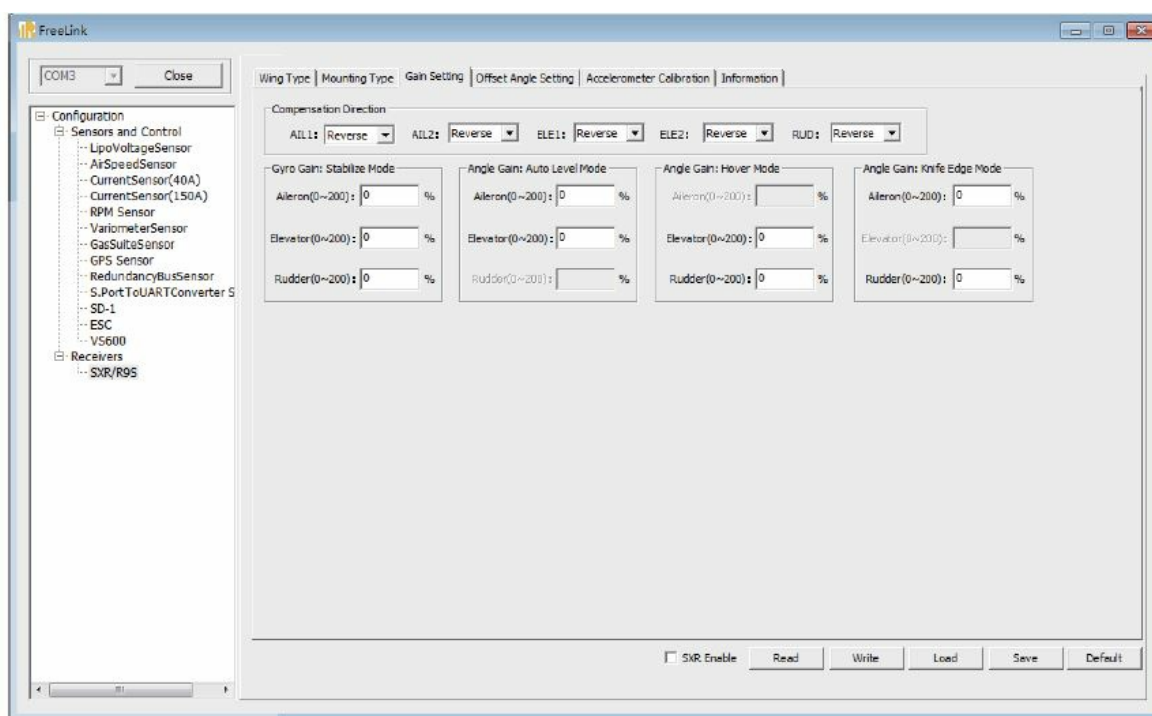 FreeLink
COM3 Close
Configuration
Sensors and Control
LipoVoltageSensor
AirSpeedSensor
CurrentSensor(40A)
CurrentSensor(150A)
RPM Sensor
VariometerSensor
GasSuiteSensor
GPS Sensor
RedundancyBusSensor
S.PortToUARTConverter S
SD-1
ESC
VS600
Receivers
SXR/R9S
Wing Type Mounting Type Gain Setting Offset Angle Setting Accelerometer Calibration Information
Compensation Direction
AIL1: Reverse AIL2: Reverse ELE1: Reverse ELE2: Reverse RUD: Reverse
Gyro Gain: Stabilize Mode Angle Gain: Auto Level Mode Angle Gain: Hover Mode Angle Gain: Knife Edge Mode
Aileron(0~200): 0 % Aileron(0~200): 0 % Aileron(0~200): % Aileron(0~200): 0 %
Elevator(0~200): 0 % Elevator(0~200): 0 % Elevator(0~200): 0 % Elevator(0~200): %
Rudder(0~200): 0 % Rudder(0~200): % Rudder(0~200): 0 % Rudder(0~200): 0 %
SXR Enable Read Write Load Save Default